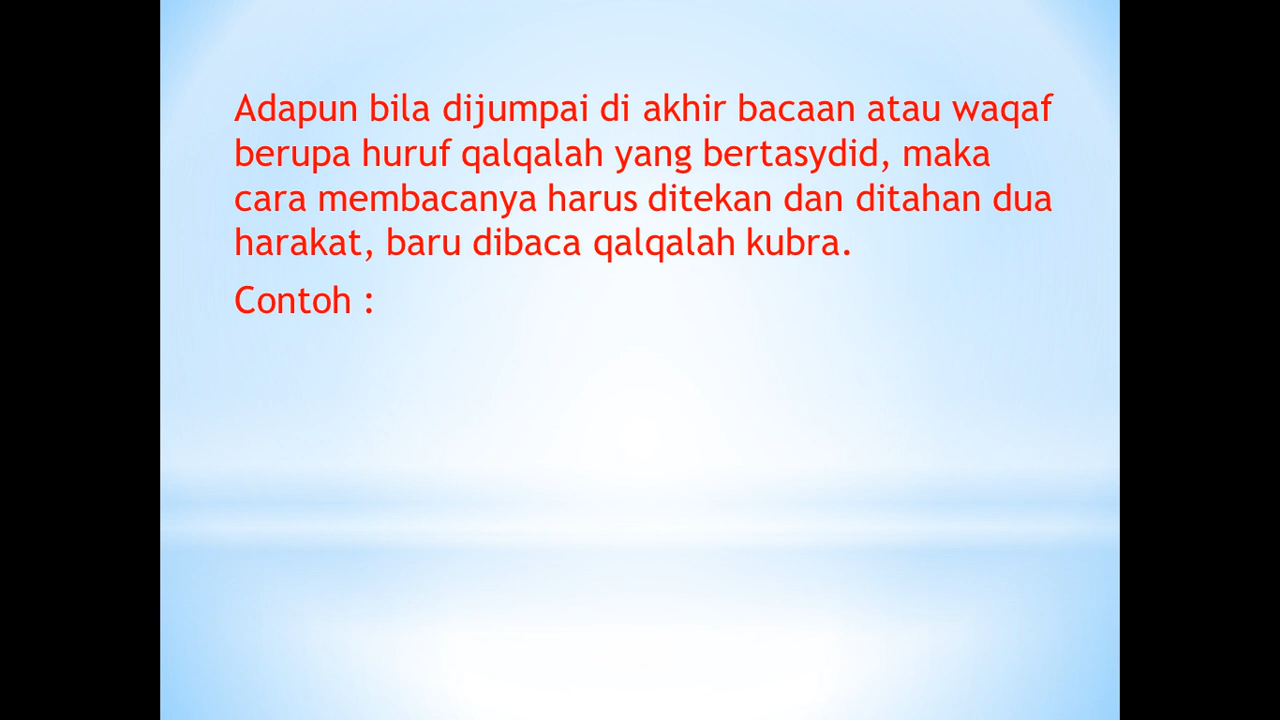 Adapun bila dijumpai di akhir bacaan atau waqaf
berupa huruf qalqalah yang bertasydid, maka
cara membacanya harus ditekan dan ditahan dua
harakat, baru dibaca qalqalah kubra.
Contoh :